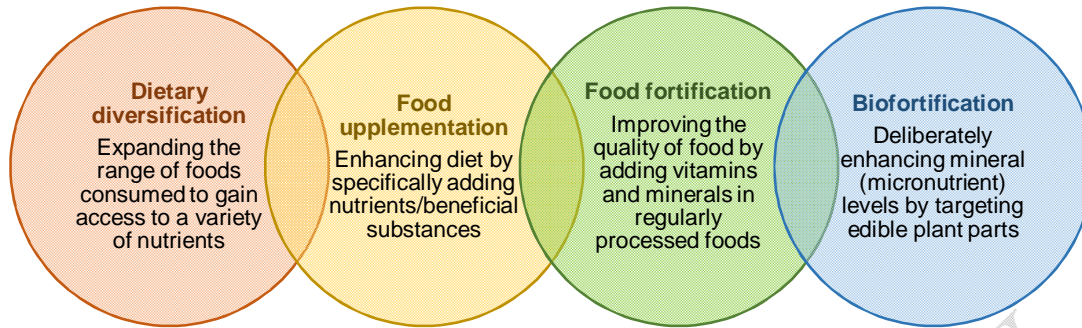 Dietary
diversification
Expanding the
range of foods
consumed to gain
access to a variety
of nutrients
Food
upplementation
Enhancing diet by
specifically adding
nutrients/beneficial
substances
Food fortification
Improving the
quality of food by
adding vitamins
and minerals in
regularly
processed foods
Biofortification
Deliberately
enhancing mineral
(micronutrient)
levels by targeting
edible plant parts